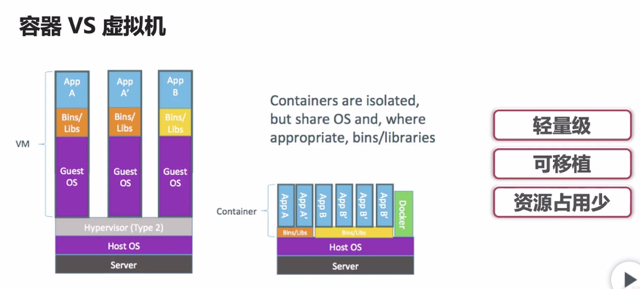 容器 VS 虚拟机
App
A
App
A'
App
B
Bins/
Libs
Bins/
Libs
Bins/
Libs
VM
Guest
OS
Guest
OS
Guest
OS
Hypervisor (Type 2)
Host OS
Server
Containers are isolated,
but share OS and, where
appropriate, bins/libraries
Container
App A
App A'
App B
App B'
App B'
App B'
Docker
Bins/Libs
Bins/Libs
Host OS
Server
轻量级
可移植
资源占用少